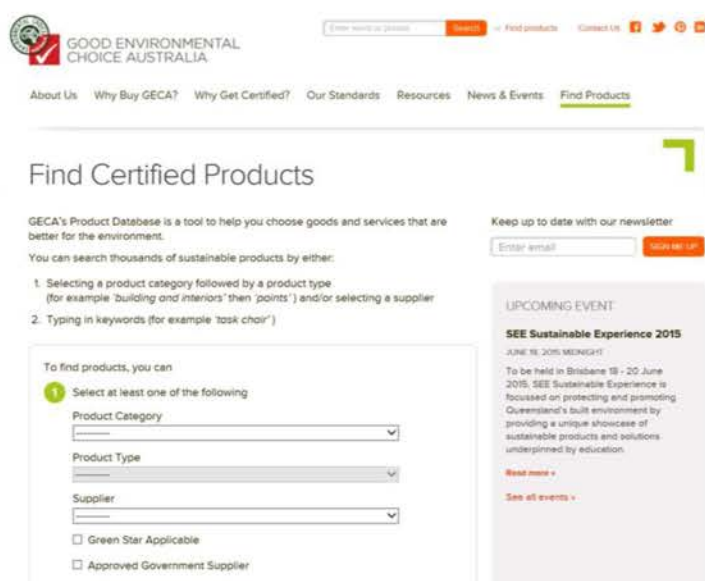 GOOD ENVIRONMENTAL
CHOICE AUSTRALIA
Enter word or phrase
Search
Find products
Contact Us
About Us
Why Buy GECA?
Why Get Certified?
Our Standards
Resources
News & Events
Find Products
Find Certified Products
GECA's Product Database is a tool to help you choose goods and services that are
better for the environment.
You can search thousands of sustainable products by either:
1. Selecting a product category followed by a product type
(for example 'building and interiors' then 'paints') and/or selecting a supplier
2. Typing in keywords (for example 'task chair')
To find products, you can
1 Select at least one of the following
Product Category
---------
Product Type
---------
Supplier
---------
Green Star Applicable
Approved Government Supplier
Keep up to date with our newsletter
Enter email
SIGN ME UP
UPCOMING EVENT
SEE Sustainable Experience 2015
JUNE 18, 2015 MIDNIGHT
To be held in Brisbane 18 - 20 June
2015, SEE Sustainable Experience is
focussed on protecting and promoting
Queensland's built environment by
providing a unique showcase of
sustainable products and solutions
underpinned by education.
Read more »
See all events »